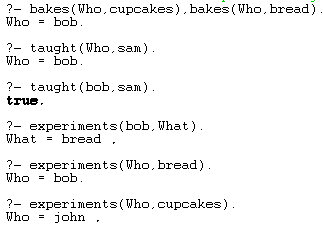 ?- bakes(Who,cupcakes),bakes(Who,bread).
Who = bob.
?- taught(Who,sam).
Who = bob.
?- taught(bob,sam).
true.
?- experiments(bob,What).
What = bread ,
?- experiments(Who,bread).
Who = bob.
?- experiments(Who,cupcakes).
Who = john ,